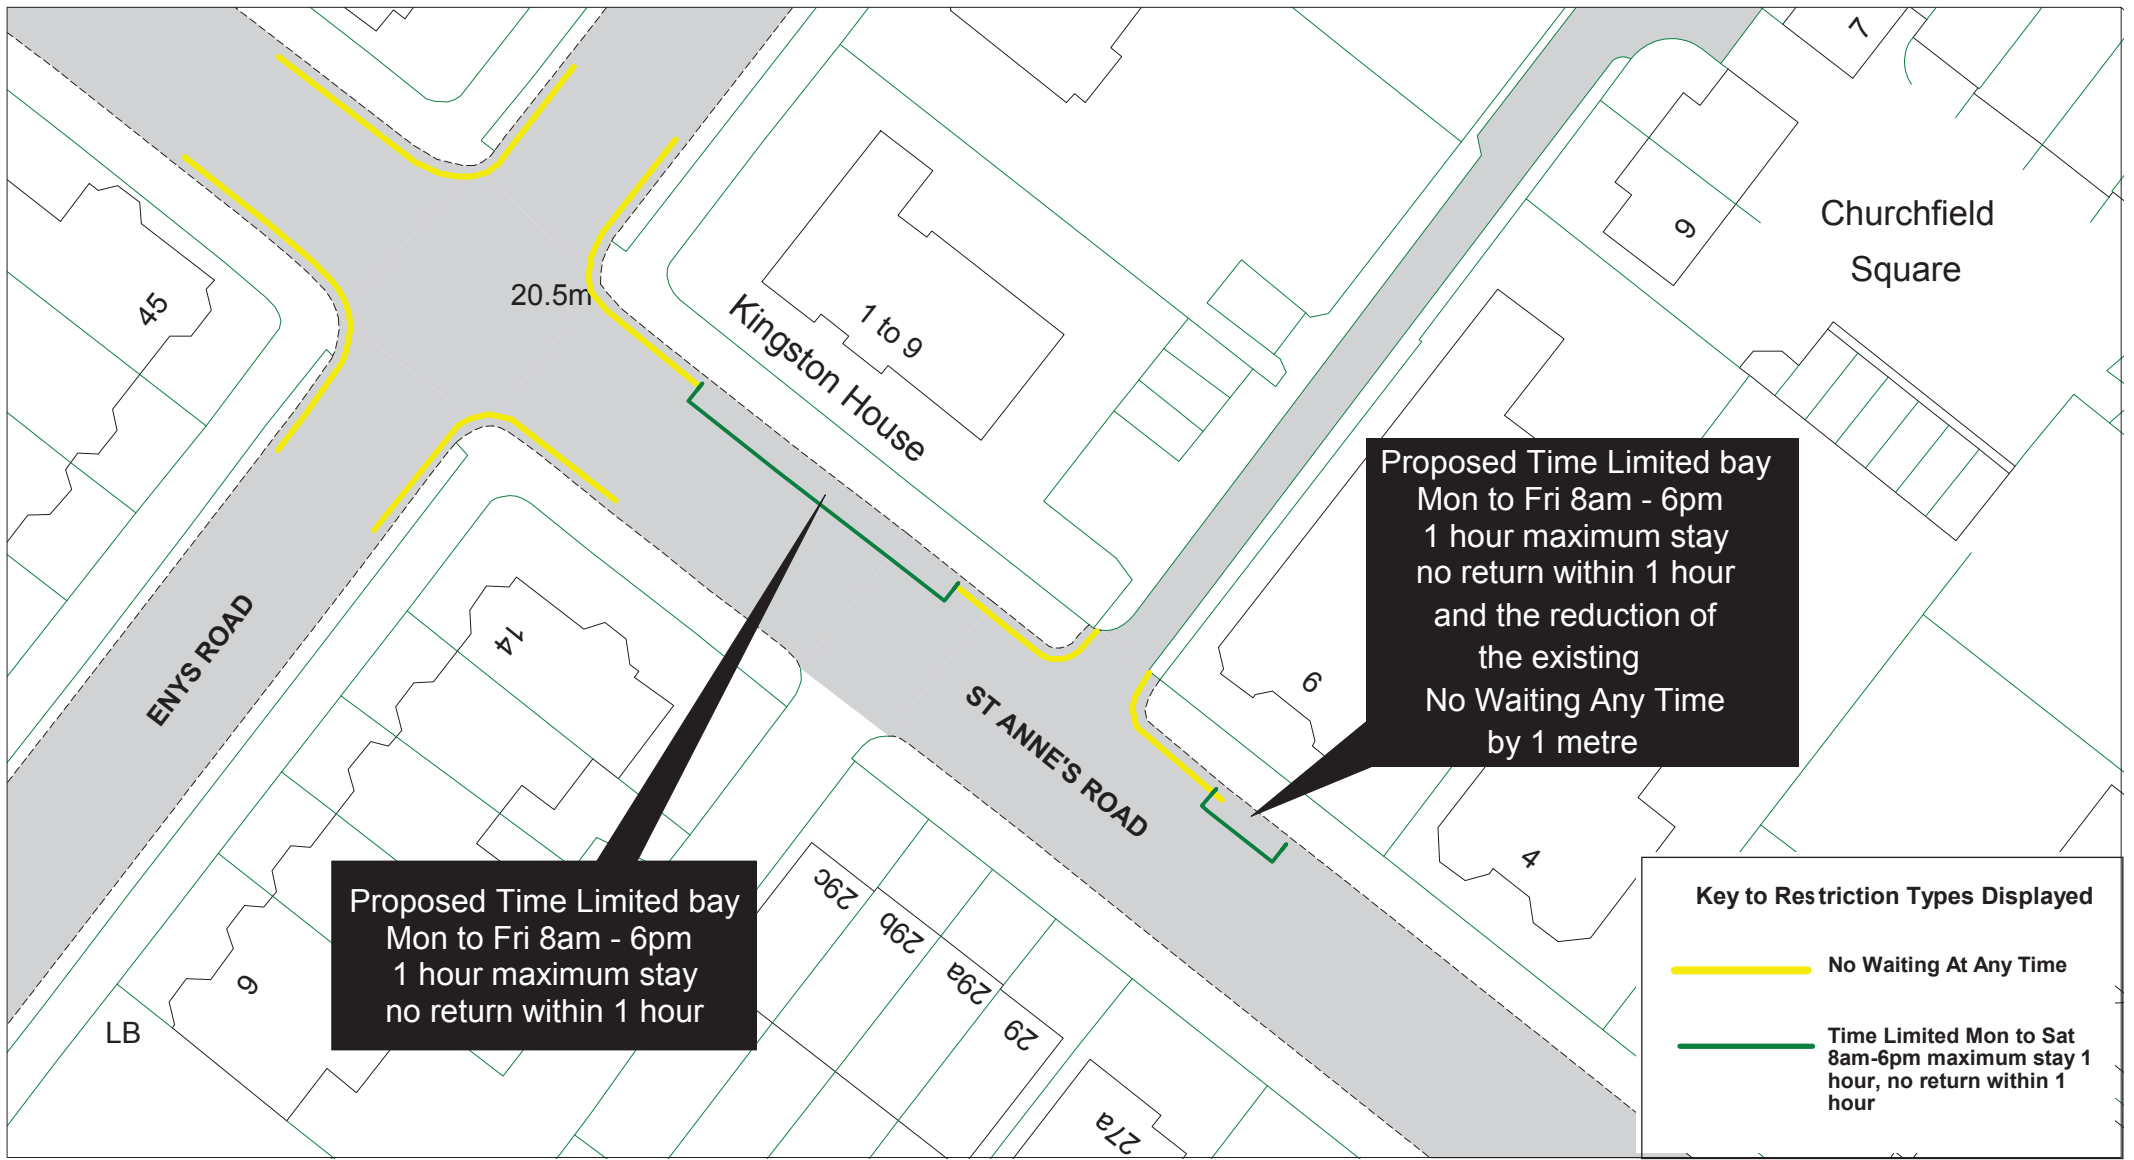 7
Churchfield
Square
9
45
20.5m
1 to 9
Kingston House
Proposed Time Limited bay
Mon to Fri 8am - 6pm
1 hour maximum stay
no return within 1 hour
and the reduction of
the existing
No Waiting Any Time
by 1 metre
ENYS ROAD
14
6
ST ANNE'S ROAD
4
Proposed Time Limited bay
Mon to Fri 8am - 6pm
1 hour maximum stay
no return within 1 hour
29c
29b
29a
29
27a
6
LB
Key to Restriction Types Displayed
No Waiting At Any Time
Time Limited Mon to Sat
8am-6pm maximum stay 1
hour, no return within 1
hour